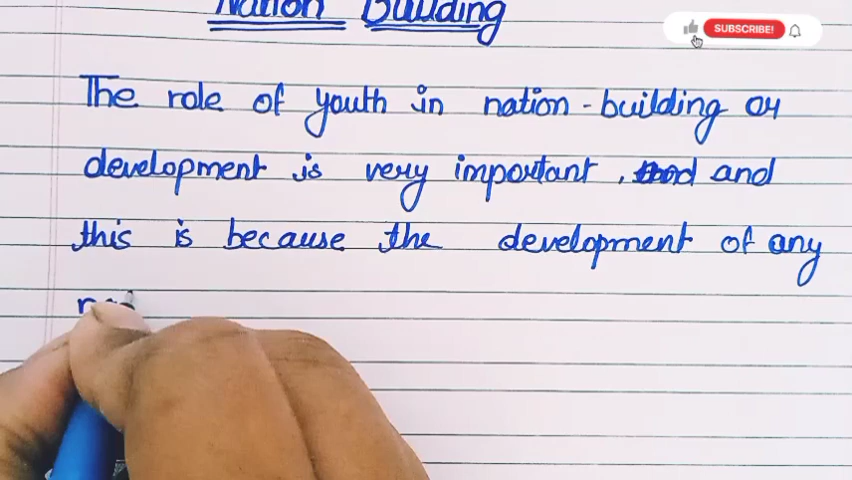 Nation Building
SUBSCRIBE!
The role of youth in nation-building or
development is very important, and
this is because the development of any